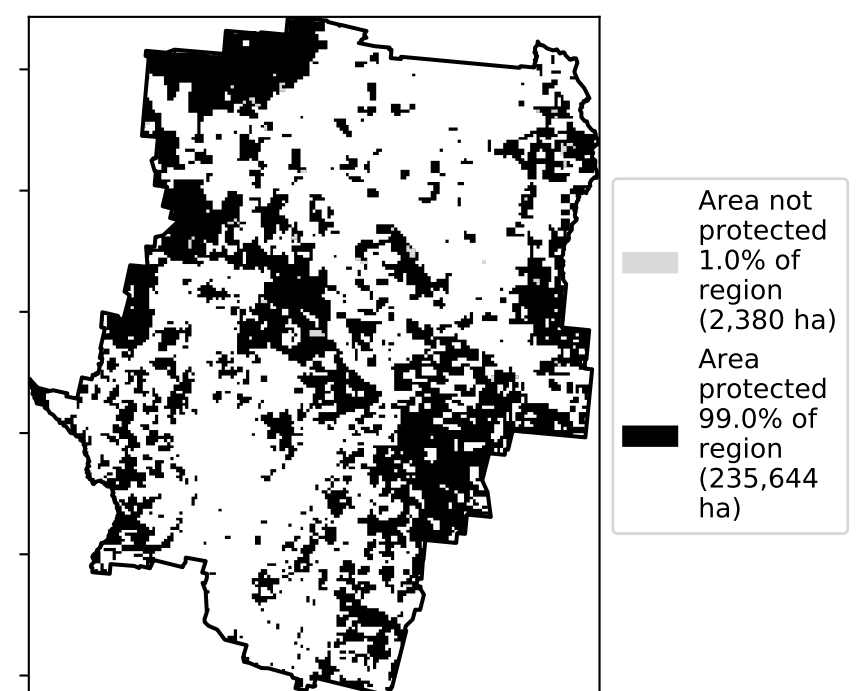 Area not
protected
1.0% of
region
(2,380 ha)
Area
protected
99.0% of
region
(235,644
ha)